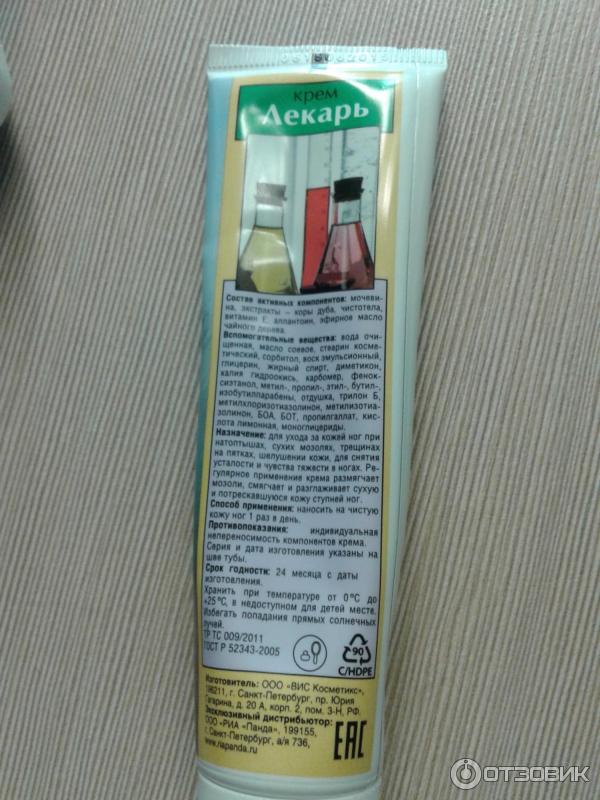 крем
Лекарь
Состав активных компонентов: мочеви-
на, экстракты – коры дуба, чистотела,
витамин Е, аллантоин, эфирное масло
чайного дерева.
Вспомогательные вещества: вода очи-
щенная, масло соевое, стеарин косме-
тический, сорбитол, воск эмульсионный,
глицерин, жирный спирт, диметикон,
калия гидроокись, карбомер, фенок-
сиэтанол, метил-, пропил-, этил-, бутил-,
изобутилпарабены, отдушка, трилон Б,
метилхлоризотиазолинон, метилизотиа-
золинон, БОА, БОТ, пропилгаллат, кис-
лота лимонная, моноглицериды.
Назначение: для ухода за кожей ног при
натоптышах, сухих мозолях, трещинах
на пятках, шелушении кожи, для снятия
усталости и чувства тяжести в ногах. Ре-
гулярное применение крема размягчает
мозоли, смягчает и разглаживает сухую
и потрескавшуюся кожу ступней ног.
Способ применения: наносить на чистую
кожу ног 1 раз в день.
Противопоказания: индивидуальная
непереносимость компонентов крема.
Серия и дата изготовления указаны на
шве тубы.
Срок годности: 24 месяца с даты
изготовления.
Хранить при температуре от 0°С до
+25°С, в недоступном для детей месте.
Избегать попадания прямых солнечных
лучей.
ТР ТС 009/2011
ГОСТ Р 52343-2005
90
C/HDPE
Изготовитель: ООО «ВИС Косметикс»,
196211, г. Санкт-Петербург, пр. Юрия
Гагарина, д. 20 А, корп. 2, пом. 3-Н, РФ.
Эксклюзивный дистрибьютор:
ООО «РИА «Панда», 199155,
г. Санкт-Петербург, а/я 736,
www.riapanda.ru
EAC
ОТЗОВИК